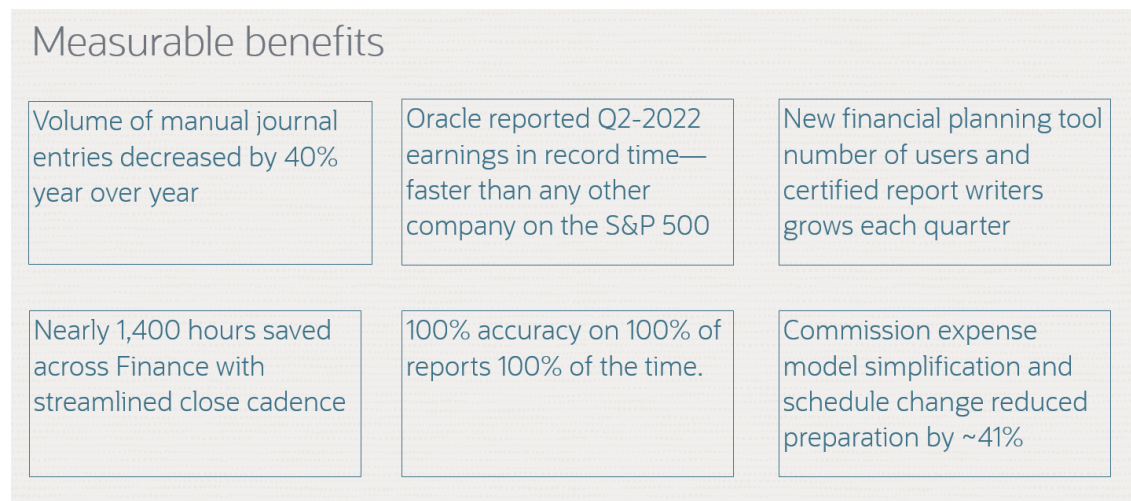 Measurable benefits
Volume of manual journal
entries decreased by 40%
year over year
Oracle reported Q2-2022
earnings in record time—
faster than any other
company on the S&P 500
New financial planning tool
number of users and
certified report writers
grows each quarter
Nearly 1,400 hours saved
across Finance with
streamlined close cadence
100% accuracy on 100% of
reports 100% of the time.
Commission expense
model simplification and
schedule change reduced
preparation by ~41%